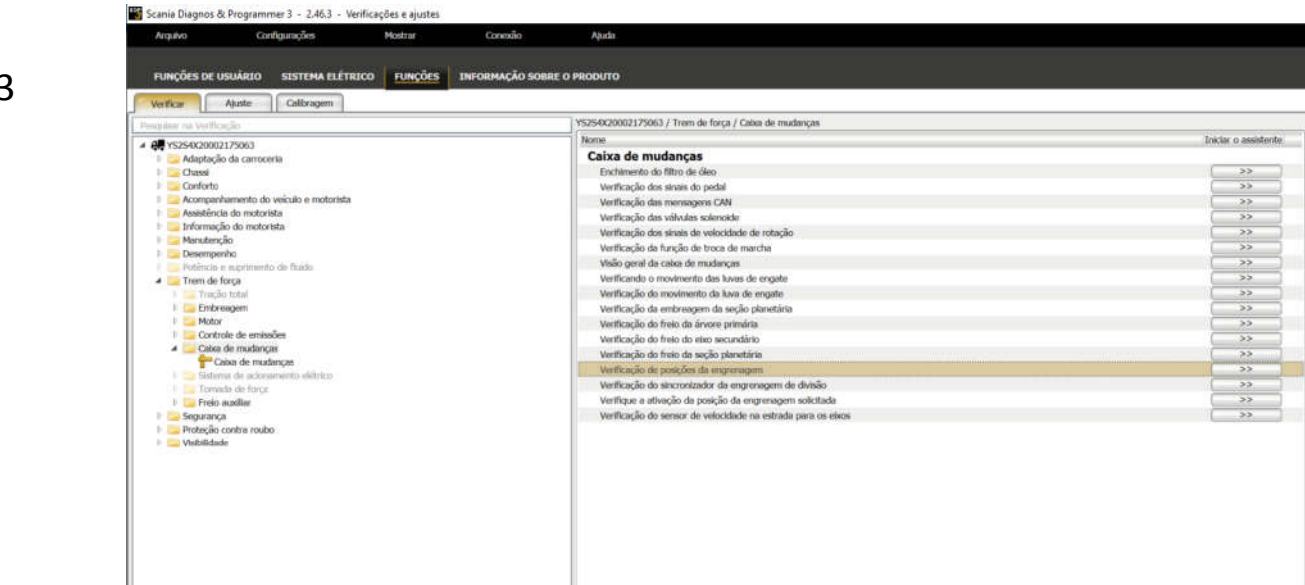 Scania Diagnos & Programmer 3 - 2.46.3 - Verificações e ajustes
Arquivo Configurações Mostrar Conexão Ajuda
3
FUNÇÕES DE USUÁRIO SISTEMA ELÉTRICO FUNÇÕES INFORMAÇÃO SOBRE O PRODUTO
Verificar Ajuste Calibragem
Pesquisar na Verificação
YS2S4X20002175063
Adaptação da carroceria
Chassi
Conforto
Acompanhamento do veículo e motorista
Assistência do motorista
Informação do motorista
Manutenção
Desempenho
Potência e suprimento de fluido
Trem de força
Tração total
Embreagem
Motor
Controle de emissões
Caixa de mudanças
Caixa de mudanças
Sistema de acionamento elétrico
Tomada de força
Freio auxiliar
Segurança
Proteção contra roubo
Visibilidade
YS2S4X20002175063 / Trem de força / Caixa de mudanças
Nome Iniciar o assistente
Caixa de mudanças
Enchimento do filtro de óleo >>
Verificação dos sinais do pedal >>
Verificação das mensagens CAN >>
Verificação das válvulas solenoide >>
Verificação dos sinais de velocidade de rotação >>
Verificação da função de troca de marcha >>
Visão geral da caixa de mudanças >>
Verificando o movimento das luvas de engate >>
Verificação do movimento da luva de engate >>
Verificação da embreagem da seção planetária >>
Verificação do freio da árvore primária >>
Verificação do freio do eixo secundário >>
Verificação do freio da seção planetária >>
Verificação de posições da engrenagem >>
Verificação do sincronizador da engrenagem de divisão >>
Verifique a ativação da posição da engrenagem solicitada >>
Verificação do sensor de velocidade na estrada para os eixos >>